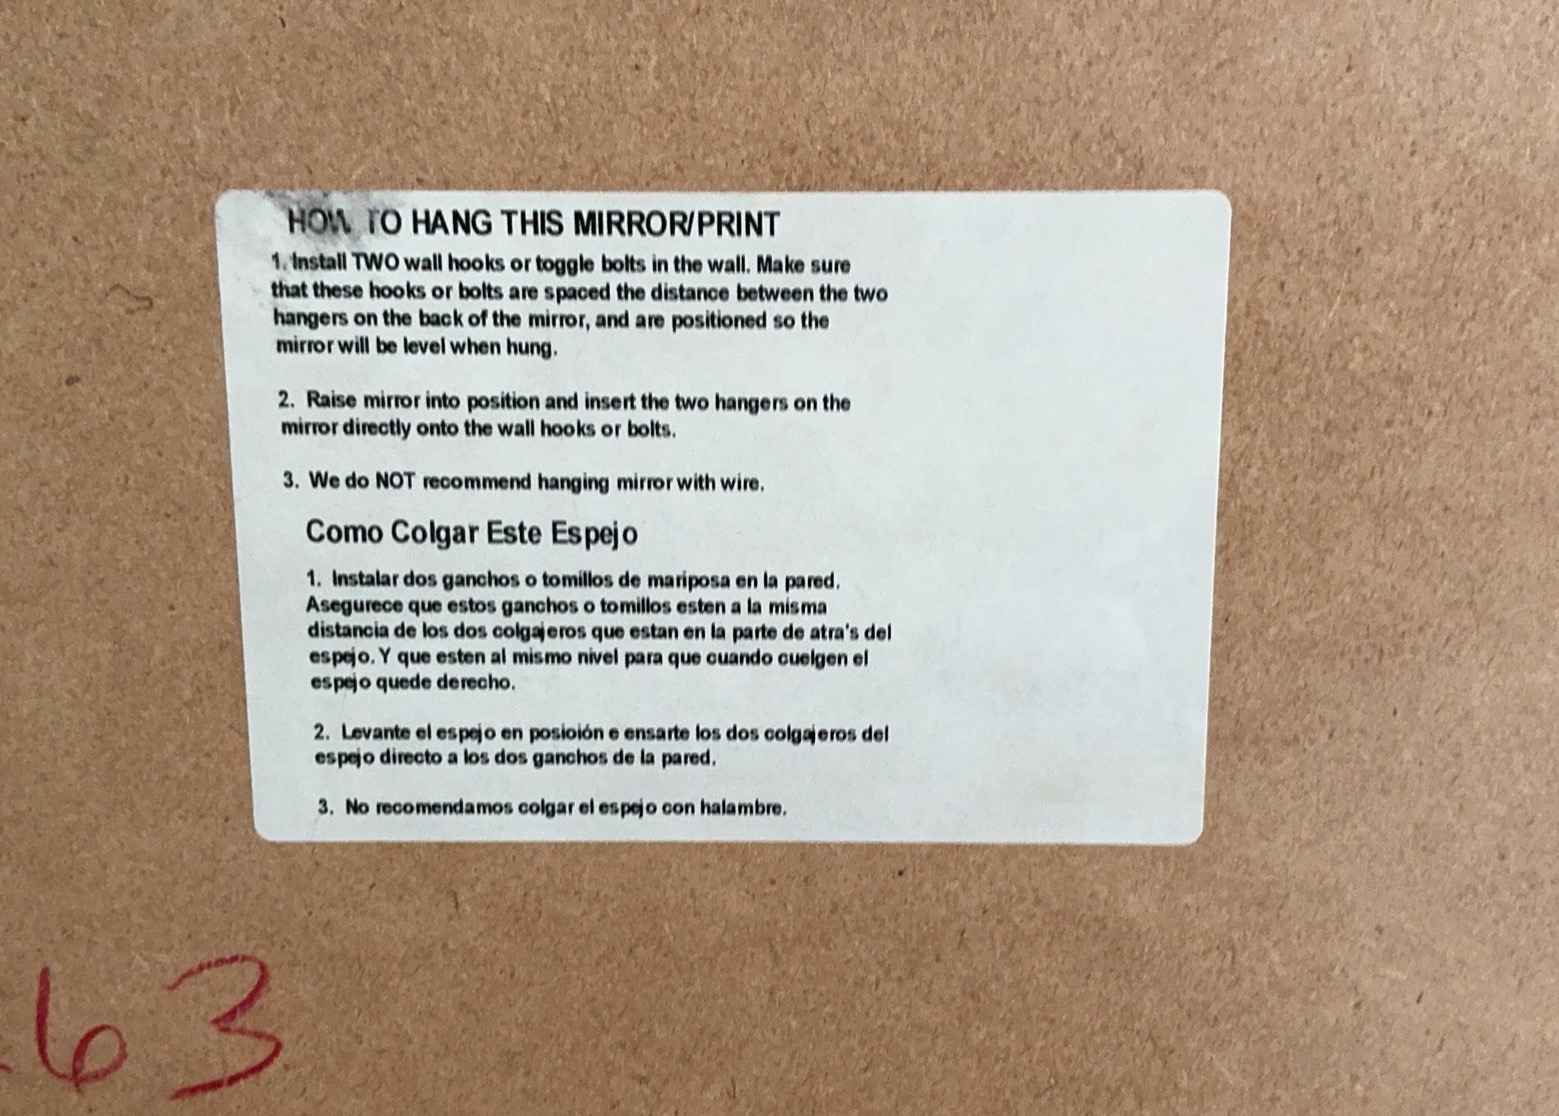 HOW TO HANG THIS MIRROR/PRINT
1. Install TWO wall hooks or toggle bolts in the wall. Make sure
that these hooks or bolts are spaced the distance between the two
hangers on the back of the mirror, and are positioned so the
mirror will be level when hung.
2. Raise mirror into position and insert the two hangers on the
mirror directly onto the wall hooks or bolts.
3. We do NOT recommend hanging mirror with wire.
Como Colgar Este Espejo
1. Instalar dos ganchos o tornillos de mariposa en la pared.
Asegurece que estos ganchos o tornillos esten a la misma
distancia de los dos colgajeros que estan en la parte de atra's del
espejo. Y que esten al mismo nivel para que cuando cuelgen el
espejo quede derecho.
2. Levante el espejo en posición e ensarte los dos colgajeros del
espejo directo a los dos ganchos de la pared.
3. No recomendamos colgar el espejo con halambre.
63